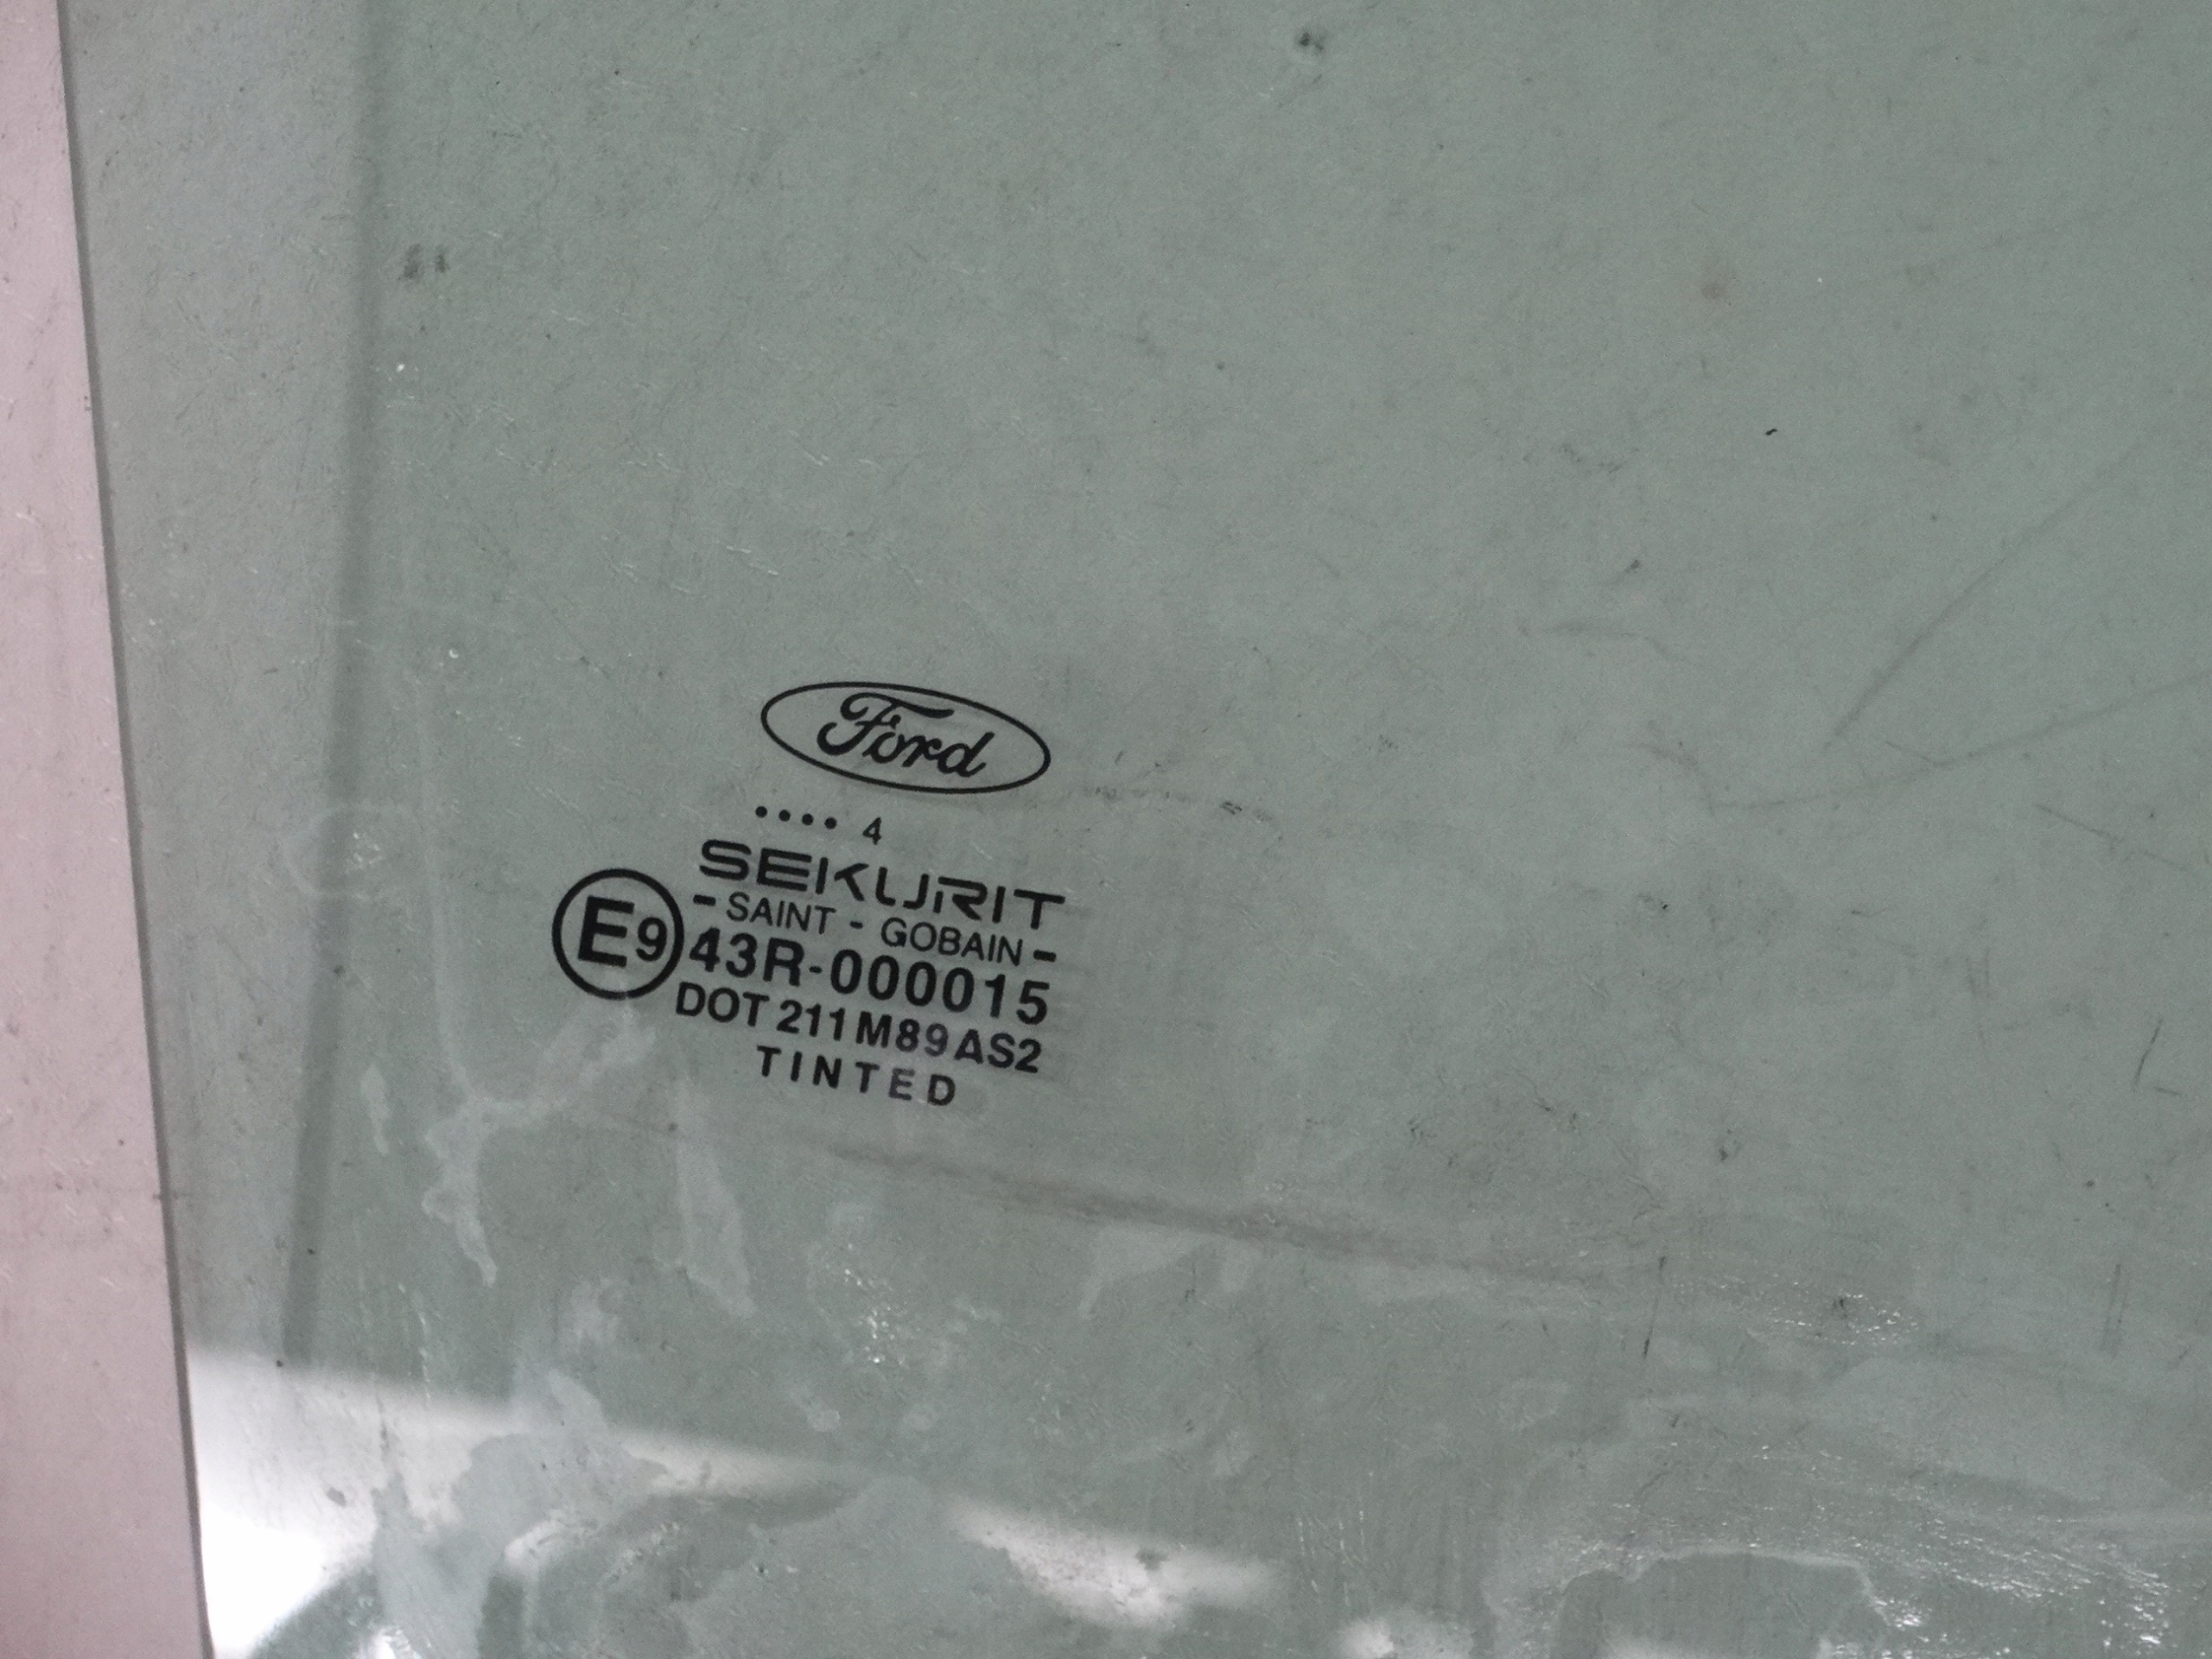 Ford
•••• 4
SEKURIT
- SAINT - GOBAIN -
E9 43R-000015
DOT 211 M89 AS2
TINTED